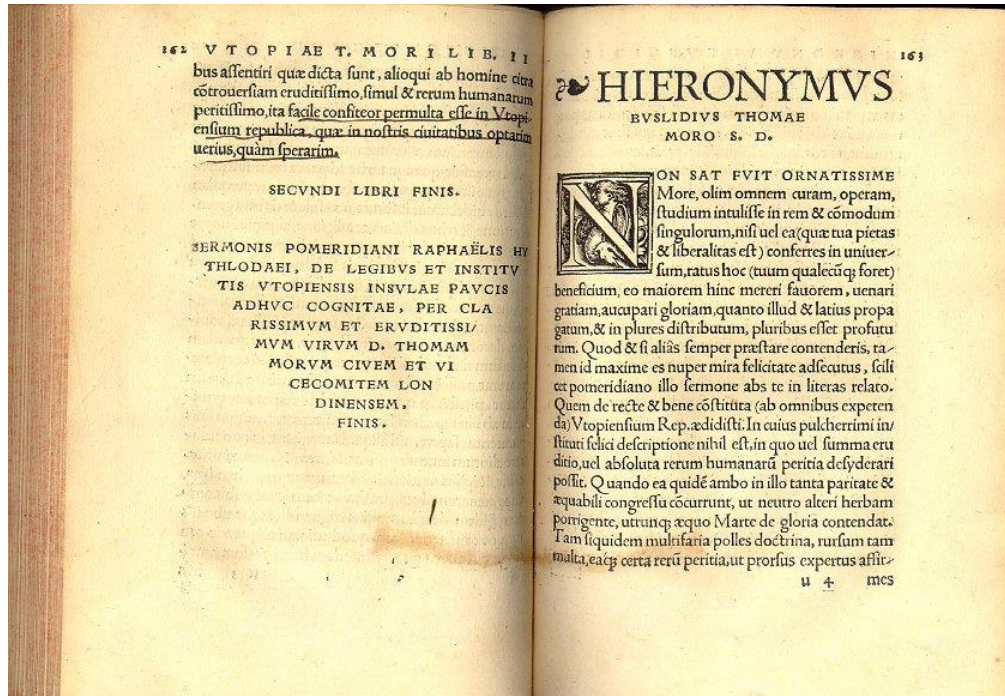 162 VTOPIAE T. MORI LIB. II
bus aſſentiri quæ dicta ſunt, alioqui ab homine citra
cōtrouerſiam eruditiſſimo, ſimul & rerum humanarum
peritiſſimo, ita facile confiteor permulta eſſe in Vtopi-
enſium republica, quæ in noſtris ciuitatibus optarim
uerius, quàm ſperarim.
SECVNDI LIBRI FINIS.
SERMONIS POMERIDIANI RAPHAËLIS HY
THLODAEI, DE LEGIBVS ET INSTITV
TIS VTOPIENSIS INSVLAE PAVCIS
ADHVC COGNITAE, PER CLA
RISSIMVM ET ERVDITISSI/
MVM VIRVM D. THOMAM
MORVM CIVEM ET VI
CECOMITEM LON
DINENSEM.
FINIS.
163
HIERONYMVS
BVSLIDIVS THOMAE
MORO S. D.
NON SAT FVIT ORNATISSIME
More, olim omnem curam, operam,
ſtudium intuliſſe in rem & cōmodum
ſingulorum, niſi uel ea (quæ tua pietas
& liberalitas eſt) conferres in uniuer-
ſum, ratus hoc (tuum qualecūq; foret)
beneficium, eo maiorem hinc mereri fauorem, uenari
gratiam, aucupari gloriam, quanto illud & latius propa
gatum, & in plures diſtributum, pluribus eſſet profutu
rum. Quod & ſi aliâs ſemper præſtare contenderis, ta-
men id maxime es nuper mira felicitate adſecutus, ſcili
cet pomeridiano illo ſermone abs te in literas relato.
Quem de recte & bene cōſtituta (ab omnibus expeten
da) Vtopienſium Rep. ædidiſti. In cuius pulcherrimi in/
ſtituti felici deſcriptione nihil eſt, in quo uel ſumma eru
ditio, uel abſoluta rerum humanarū peritia deſyderari
poſſit. Quando ea quidē ambo in illo tanta paritate &
æquabili congreſſu cōcurrunt, ut neutro alteri herbam
porrigente, utrunq; æquo Marte de gloria contendat.
Tam ſiquidem multifaria polles doctrina, rurſum tam
multa, eaq; certa rerū peritia, ut prorſus expertus affir-
u 4 mes